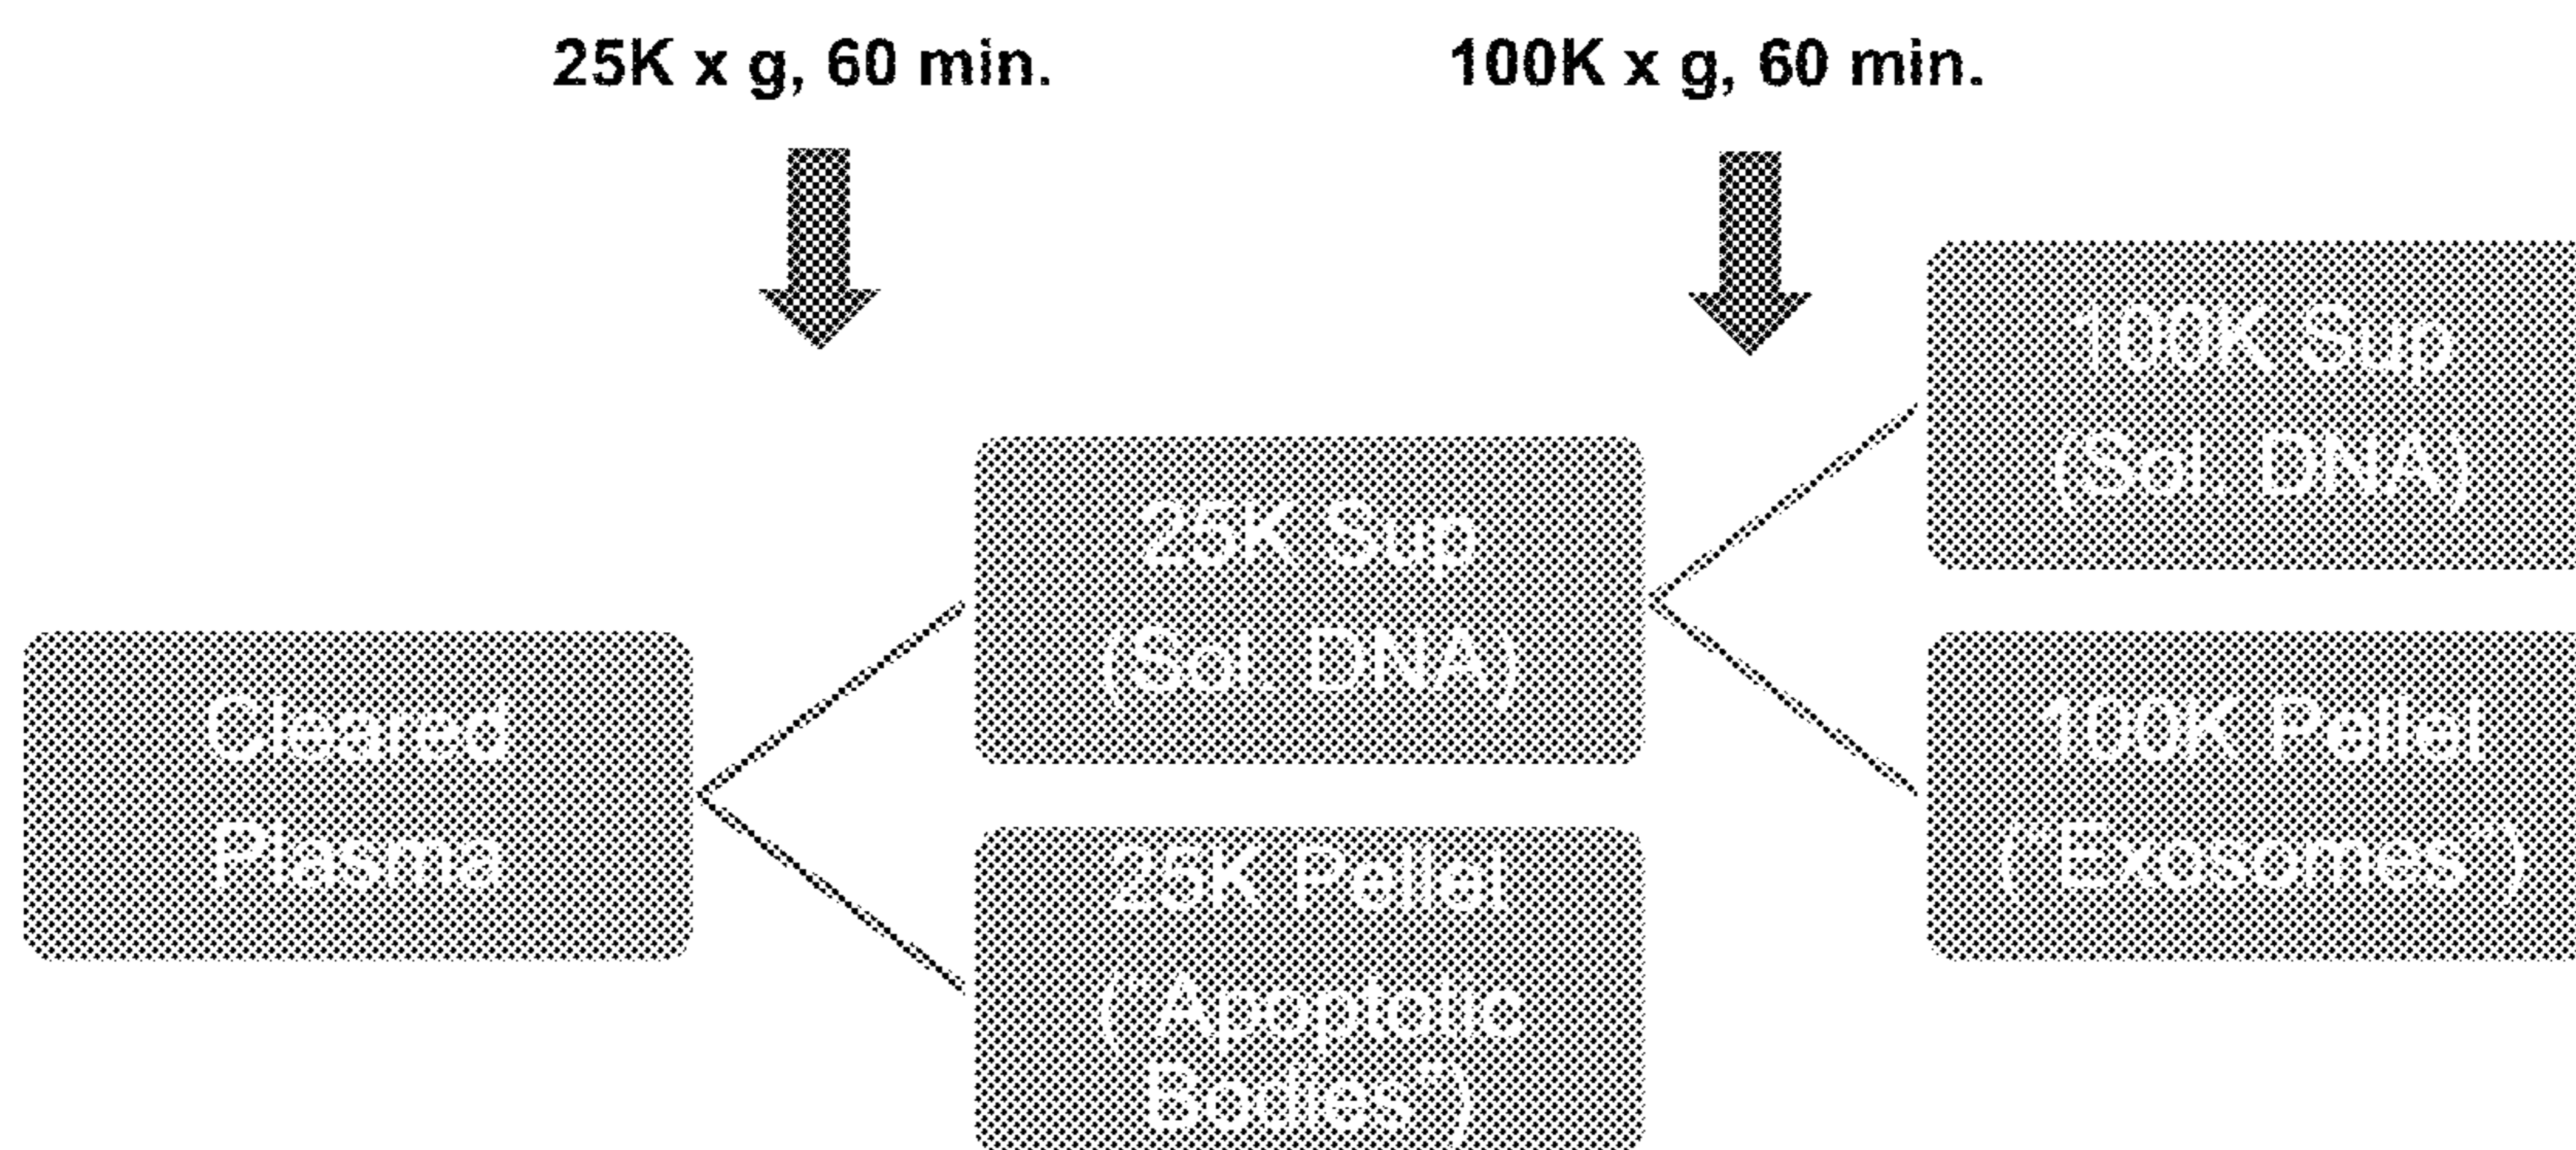 25K x g, 60 min.
100K x g, 60 min.
100K Sup
(Sol. DNA)
25K Sup
(Sol. DNA)
Cleared
Plasma
100K Pellet
("Exosomes")
25K Pellet
("Apoptotic
Bodies")